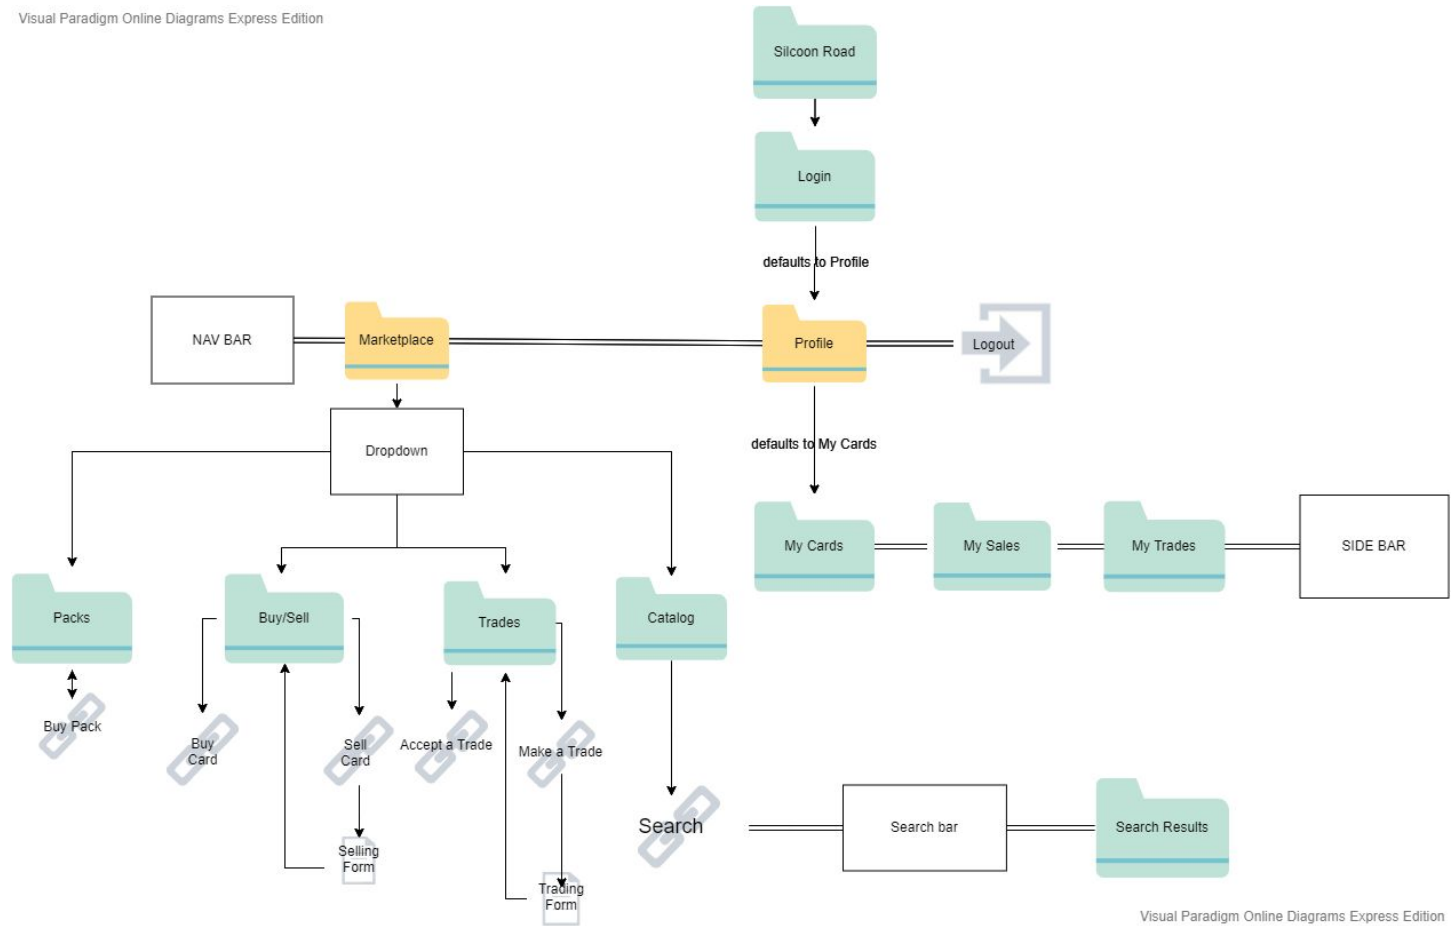 Visual Paradigm Online Diagrams Express Edition
Silcoon Road
Login
defaults to Profile
NAV BAR
Marketplace
Profile
Logout
Dropdown
defaults to My Cards
My Cards
My Sales
My Trades
SIDE BAR
Packs
Buy/Sell
Trades
Catalog
Buy Pack
Buy
Card
Sell
Card
Accept a Trade
Make a Trade
Search
Search bar
Search Results
Selling
Form
Trading
Form
Visual Paradigm Online Diagrams Express Edition